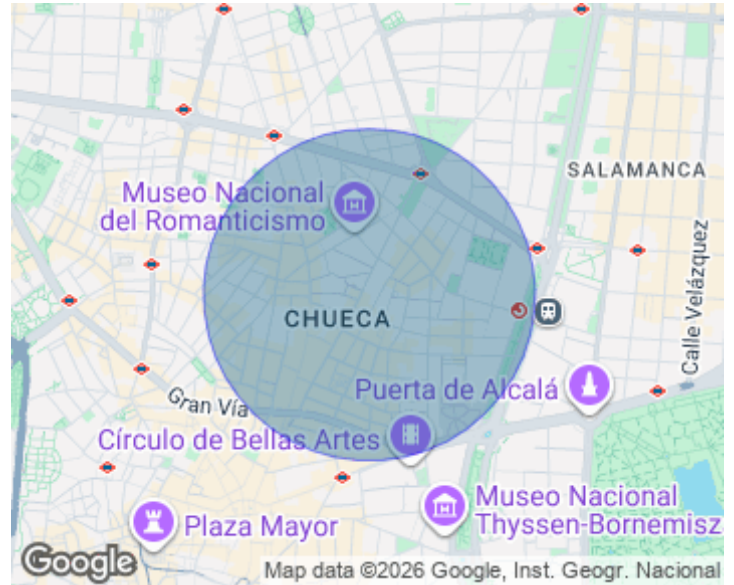 SALAMANCA
Museo Nacional
del Romanticismo
Calle Velázquez
CHUECA
Puerta de Alcalá
Gran Vía
Círculo de Bellas Artes
Museo Nacional
Thyssen-Bornemisz
Plaza Mayor
Google
Map data ©2026 Google, Inst. Geogr. Nacional